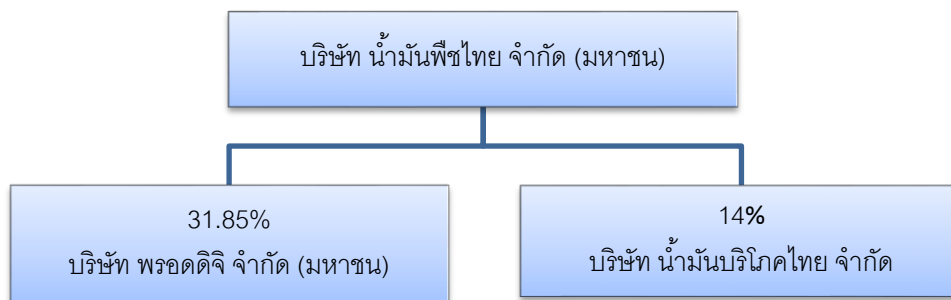 บริษัท น้ำมันพืชไทย จำกัด (มหาชน)
31.85%
บริษัท พรอดดิจิ จำกัด (มหาชน)
14%
บริษัท น้ำมันบริโภคไทย จำกัด